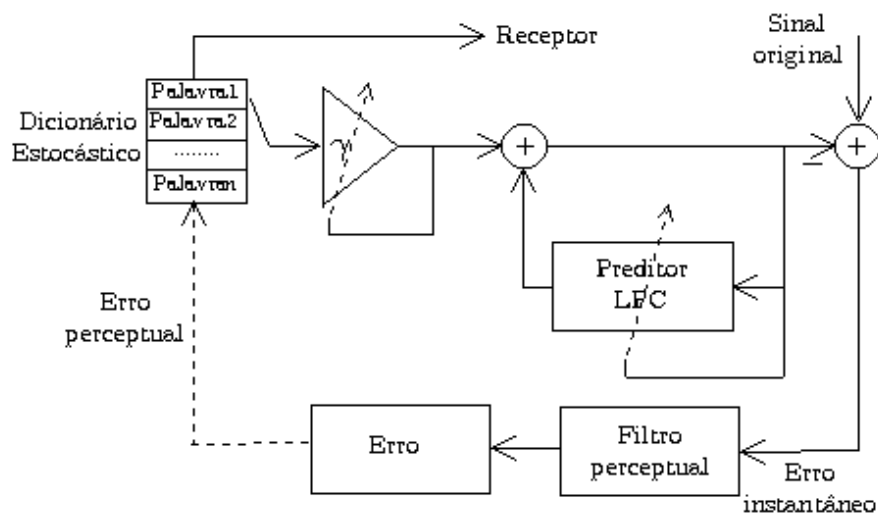 Receptor
Sinal
original
Palavra1
Palavra2
........
Palavran
Dicionário
Estocástico
γ
+
+
−
Preditor
LPC
Erro
perceptual
Erro
Filtro
perceptual
Erro
instantâneo